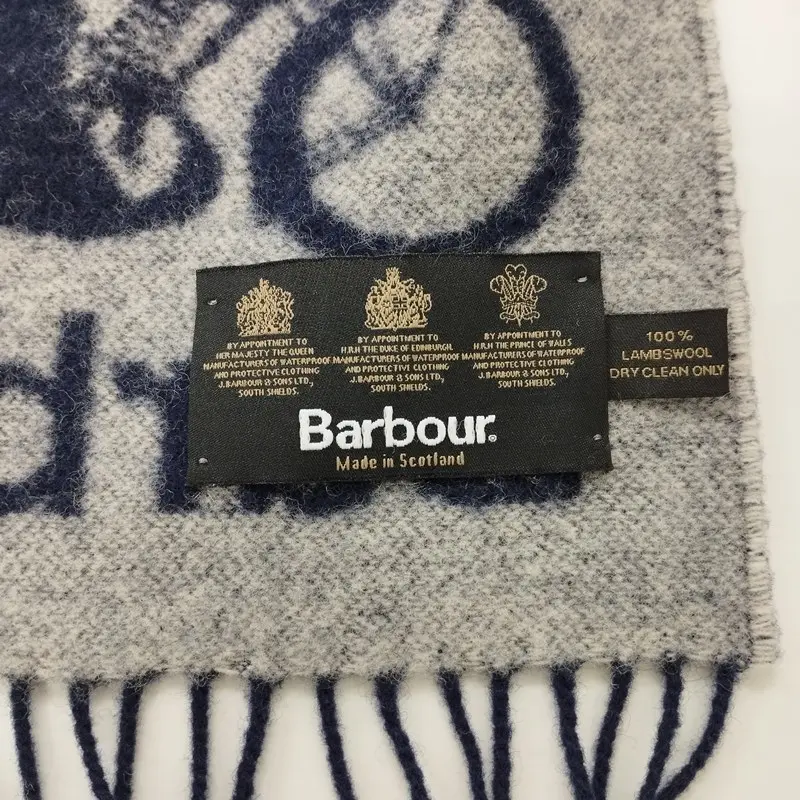 BY APPOINTMENT TO
HER MAJESTY THE QUEEN
MANUFACTURERS OF WATERPROOF
AND PROTECTIVE CLOTHING
J.BARBOUR & SONS LTD.,
SOUTH SHIELDS.
BY APPOINTMENT TO
H.R.H THE DUKE OF EDINBURGH
MANUFACTURERS OF WATERPROOF
AND PROTECTIVE CLOTHING
J.BARBOUR & SONS LTD.,
SOUTH SHIELDS.
BY APPOINTMENT TO
H.R.H THE PRINCE OF WALES
MANUFACTURERS OF WATERPROOF
AND PROTECTIVE CLOTHING
J.BARBOUR & SONS LTD.,
SOUTH SHIELDS.
Barbour®
Made in Scotland
100%
LAMBSWOOL
DRY CLEAN ONLY